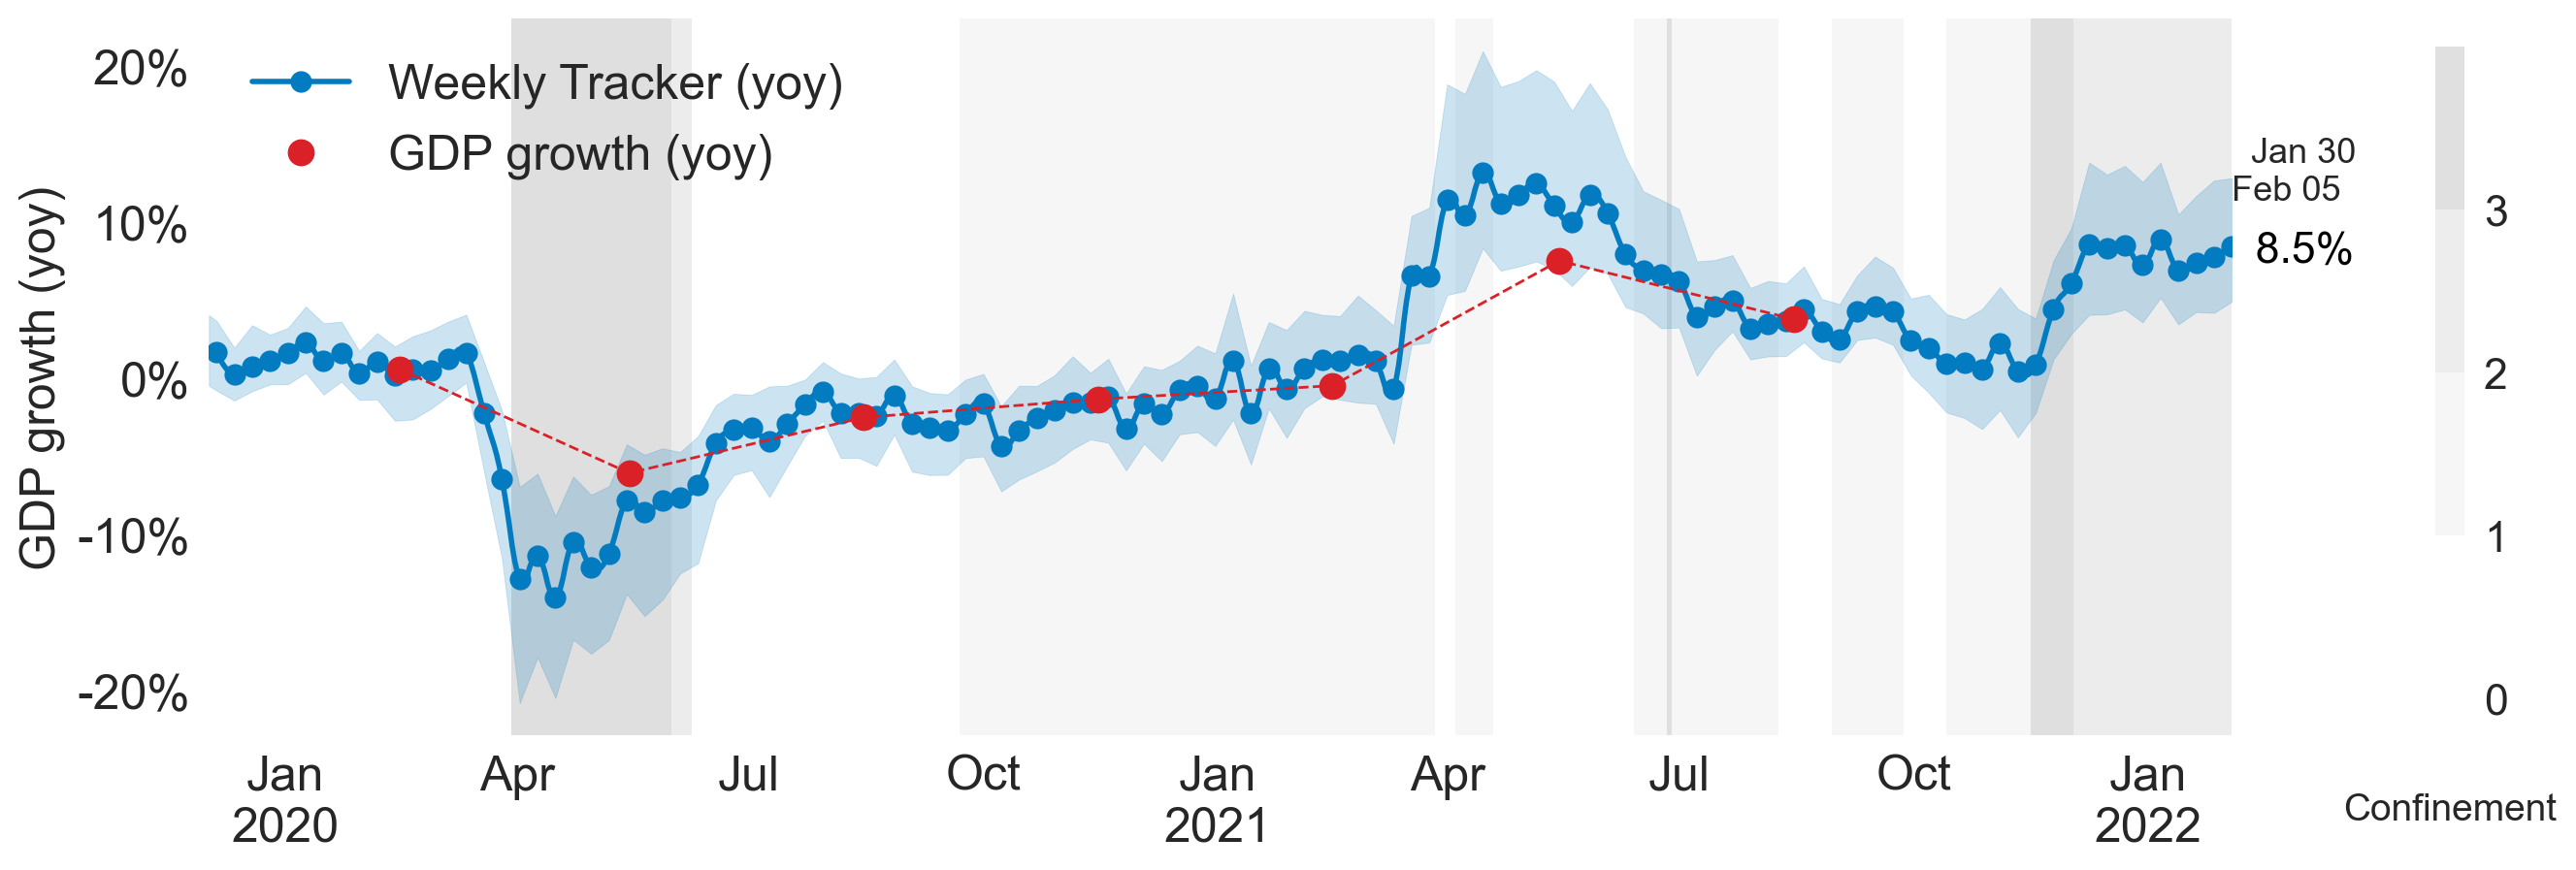 20%
10%
0%
-10%
-20%
GDP growth (yoy)
Weekly Tracker (yoy)
GDP growth (yoy)
Jan 30
Feb 05
8.5%
3
2
1
0
Confinement
Jan
2020
Apr
Jul
Oct
Jan
2021
Apr
Jul
Oct
Jan
2022